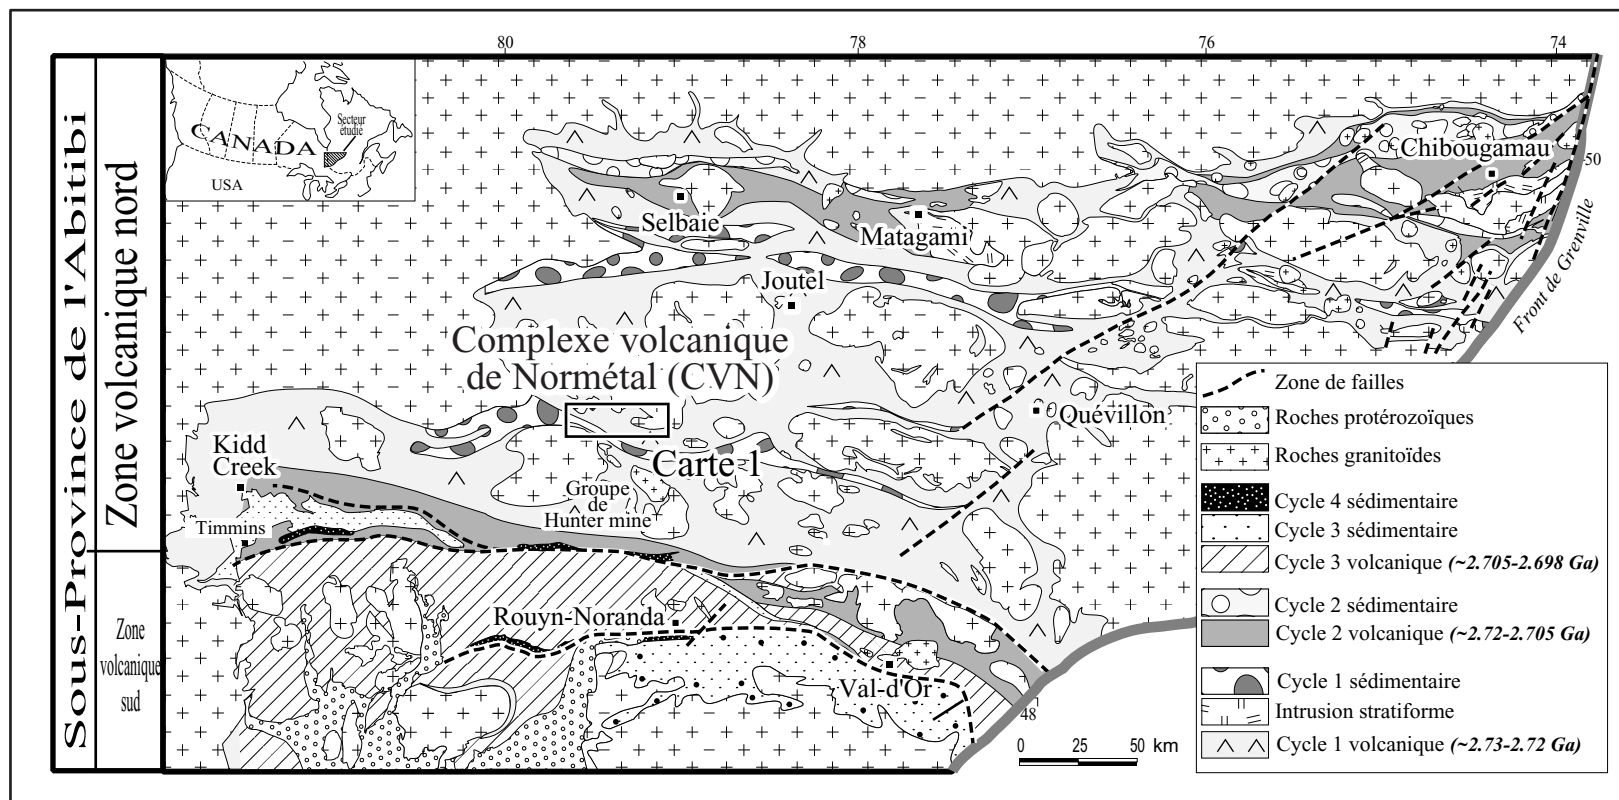 80
78
76
74
CANADA
USA
Secteur
étudié
Sous-Province de l'Abitibi
Zone volcanique nord
Zone
volcanique
sud
Chibougamau
50
Selbaie
Matagami
Joutel
Front de Grenville
Complexe volcanique
de Normétal (CVN)
Quévillon
Carte 1
Kidd
Creek
Groupe
de
Hunter mine
Timmins
Rouyn-Noranda
Val-d'Or
48
0 25 50 km
Zone de failles
Roches protérozoïques
Roches granitoïdes
Cycle 4 sédimentaire
Cycle 3 sédimentaire
Cycle 3 volcanique (~2.705-2.698 Ga)
Cycle 2 sédimentaire
Cycle 2 volcanique (~2.72-2.705 Ga)
Cycle 1 sédimentaire
Intrusion stratiforme
Cycle 1 volcanique (~2.73-2.72 Ga)